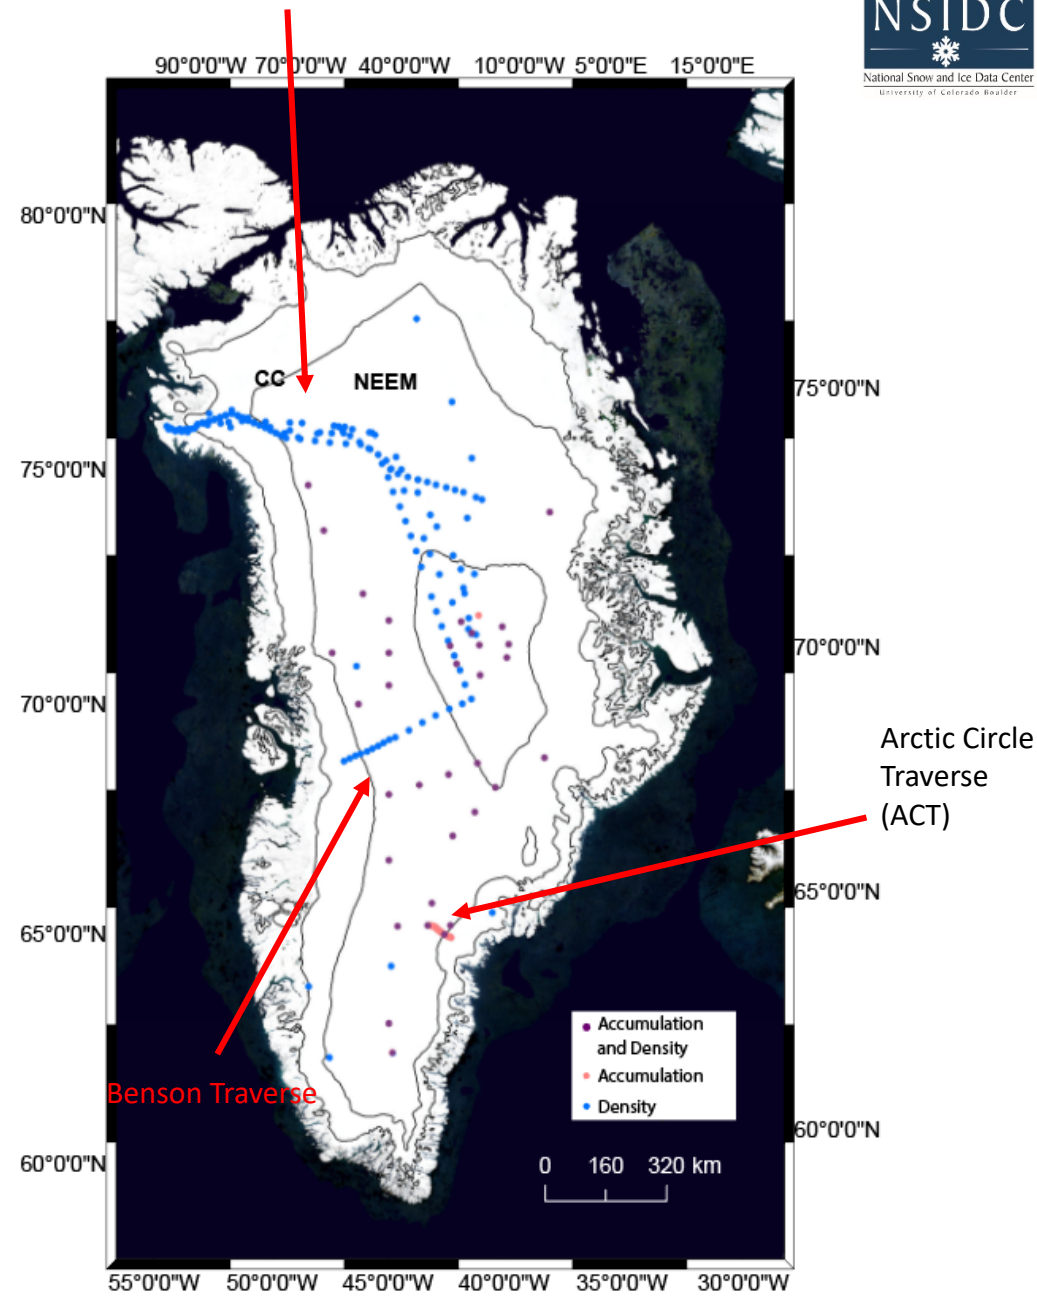 NSIDC
National Snow and Ice Data Center
University of Colorado Boulder
90°0'0"W 70°0'0"W 40°0'0"W 10°0'0"W 5°0'0"E 15°0'0"E
80°0'0"N
CC
NEEM
75°0'0"N
75°0'0"N
70°0'0"N
70°0'0"N
Arctic Circle
Traverse
(ACT)
65°0'0"N
65°0'0"N
Accumulation
and Density
Accumulation
Density
Benson Traverse
60°0'0"N
60°0'0"N
0 160 320 km
55°0'0"W 50°0'0"W 45°0'0"W 40°0'0"W 35°0'0"W 30°0'0"W